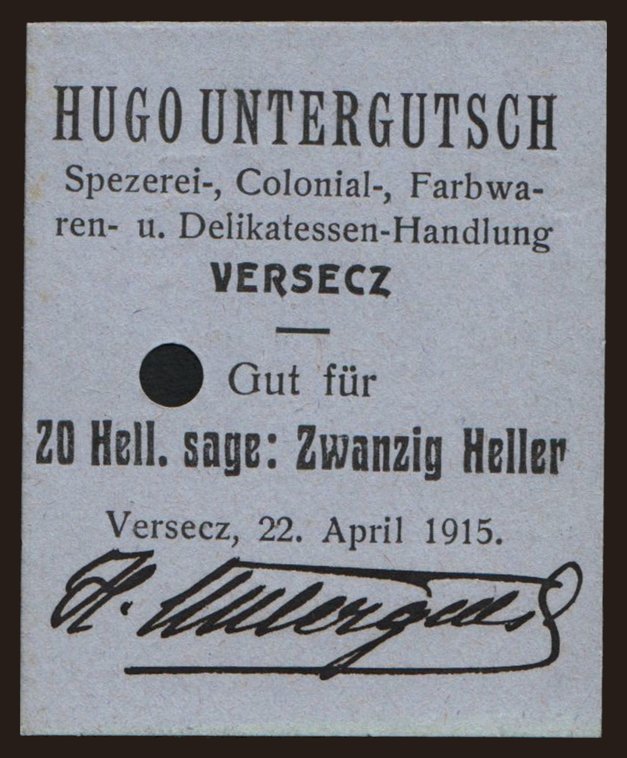 HUGO UNTERGUTSCH
Spezerei-, Colonial-, Farbwa-
ren- u. Delikatessen-Handlung
VERSECZ
Gut für
20 Hell. sage: Zwanzig Heller
Versecz, 22. April 1915.
H. Untergutsch